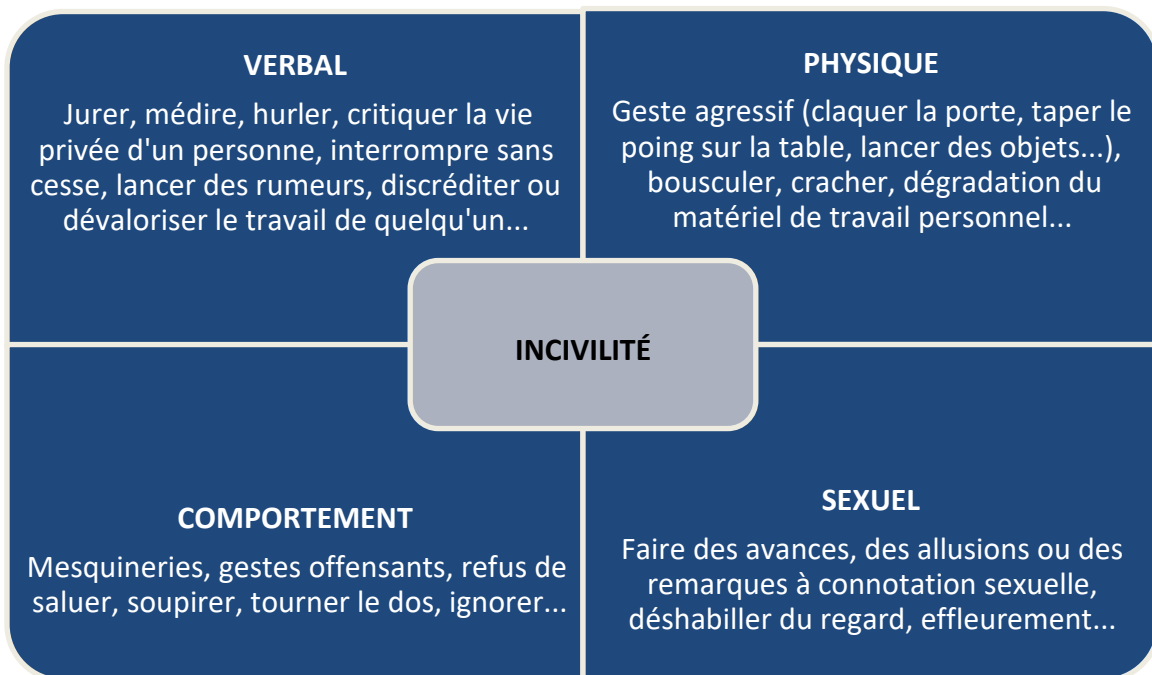 VERBAL
Jurer, médire, hurler, critiquer la vie
privée d'un personne, interrompre sans
cesse, lancer des rumeurs, discréditer ou
dévaloriser le travail de quelqu'un...
PHYSIQUE
Geste agressif (claquer la porte, taper le
poing sur la table, lancer des objets...),
bousculer, cracher, dégradation du
matériel de travail personnel...
INCIVILITÉ
COMPORTEMENT
Mesquineries, gestes offensants, refus de
saluer, soupirer, tourner le dos, ignorer...
SEXUEL
Faire des avances, des allusions ou des
remarques à connotation sexuelle,
déshabiller du regard, effleurement...